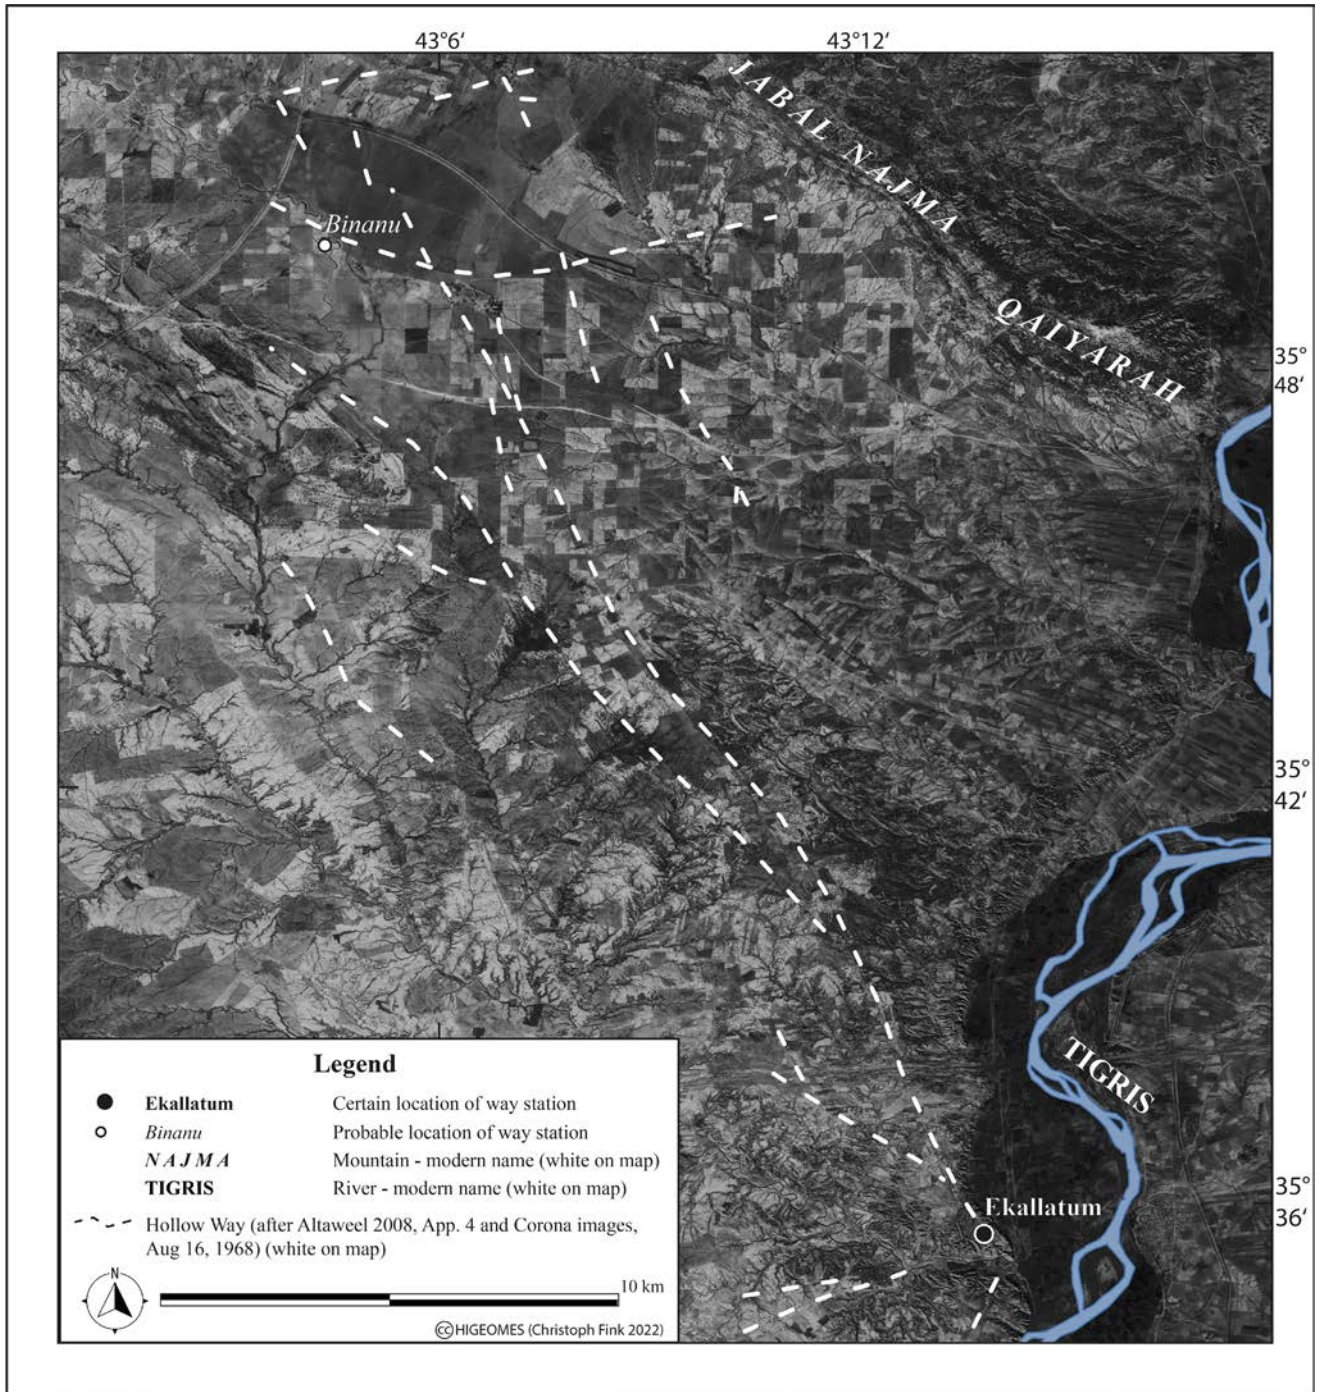 43°6‘
43°12‘
JABAL NAJMA
QAIYARAH
Binanu
35°
48‘
35°
42‘
TIGRIS
35°
36‘
Ekallatum
Legend
Ekallatum Certain location of way station
Binanu Probable location of way station
NAJMA Mountain - modern name (white on map)
TIGRIS River - modern name (white on map)
Hollow Way (after Altaweel 2008, App. 4 and Corona images,
Aug 16, 1968) (white on map)
N
10 km
cc HIGEOMES (Christoph Fink 2022)